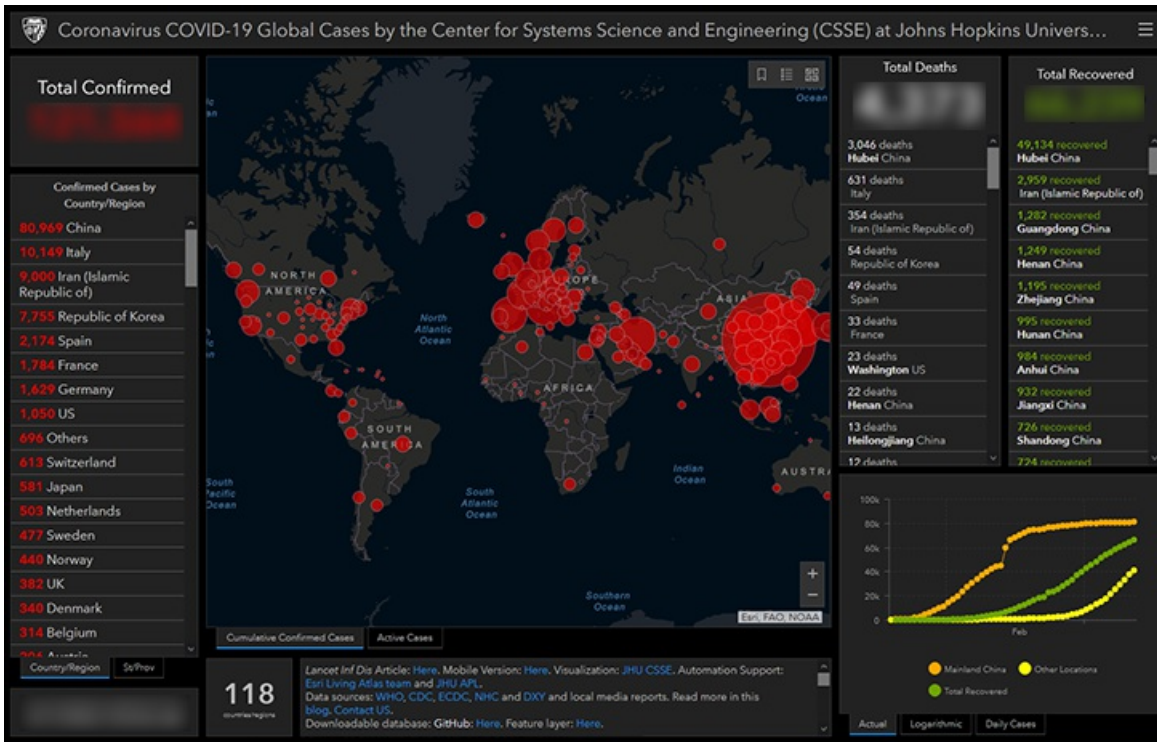 Coronavirus COVID-19 Global Cases by the Center for Systems Science and Engineering (CSSE) at Johns Hopkins Univers...
Total Confirmed
Confirmed Cases by
Country/Region
80,969 China
10,149 Italy
9,000 Iran (Islamic
Republic of)
7,755 Republic of Korea
2,174 Spain
1,784 France
1,629 Germany
1,050 US
696 Others
613 Switzerland
581 Japan
503 Netherlands
477 Sweden
440 Norway
382 UK
340 Denmark
314 Belgium
Country/Region
St/Prov
Ocean
NORTH
AMERICA
North
Atlantic
Ocean
ASIA
AFRICA
SOUTH
AMERICA
South
Pacific
Ocean
South
Atlantic
Ocean
Indian
Ocean
AUSTRA
Southern
Ocean
+
−
Esri, FAO, NOAA
Cumulative Confirmed Cases
Active Cases
118
countries/regions
Lancet Inf Dis Article: Here. Mobile Version: Here. Visualization: JHU CSSE. Automation Support:
Esri Living Atlas team and JHU APL.
Data sources: WHO, CDC, ECDC, NHC and DXY and local media reports. Read more in this
blog. Contact US.
Downloadable database: GitHub: Here. Feature layer: Here.
Total Deaths
3,046 deaths
Hubei China
631 deaths
Italy
354 deaths
Iran (Islamic Republic of)
54 deaths
Republic of Korea
49 deaths
Spain
33 deaths
France
23 deaths
Washington US
22 deaths
Henan China
13 deaths
Heilongjiang China
12 deaths
Total Recovered
49,134 recovered
Hubei China
2,959 recovered
Iran (Islamic Republic of)
1,282 recovered
Guangdong China
1,249 recovered
Henan China
1,195 recovered
Zhejiang China
995 recovered
Hunan China
984 recovered
Anhui China
932 recovered
Jiangxi China
726 recovered
Shandong China
724 recovered
100k
80k
60k
40k
20k
0
Feb
Mainland China
Other Locations
Total Recovered
Actual
Logarithmic
Daily Cases